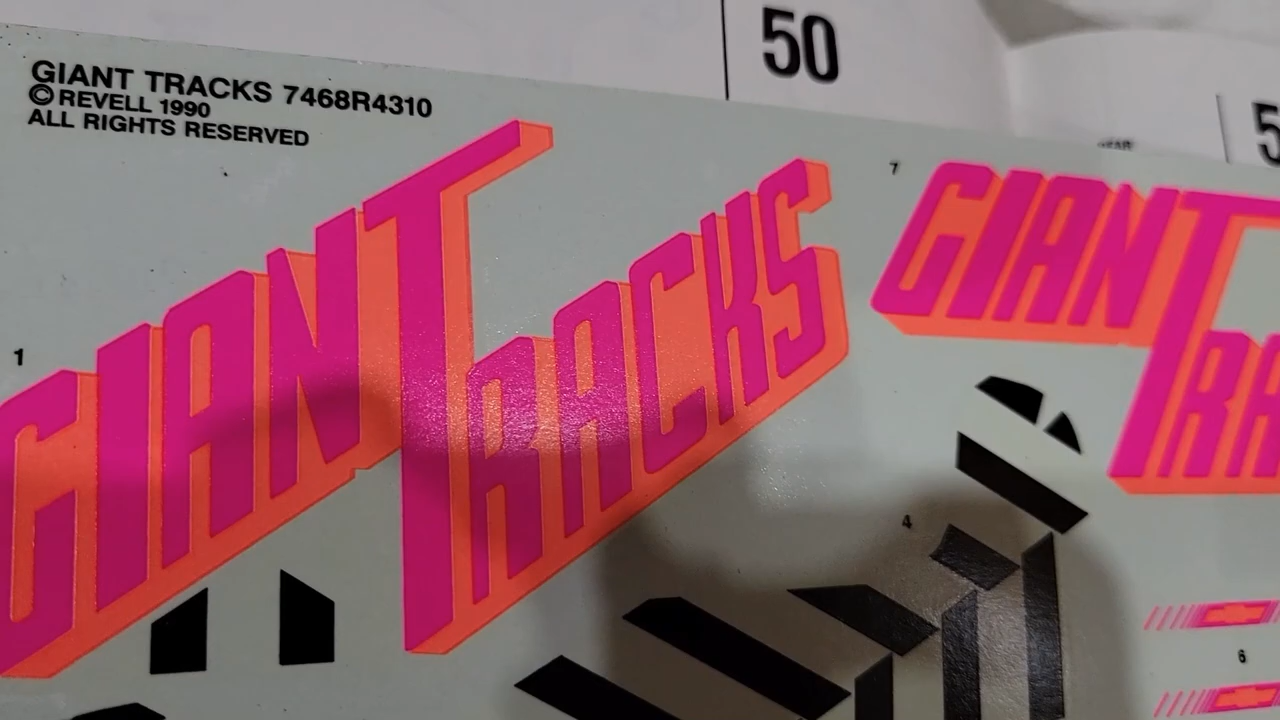 50
GIANT TRACKS 7468R4310
© REVELL 1990
ALL RIGHTS RESERVED
1
GIANT
TRACKS
7
GIANT
4
6